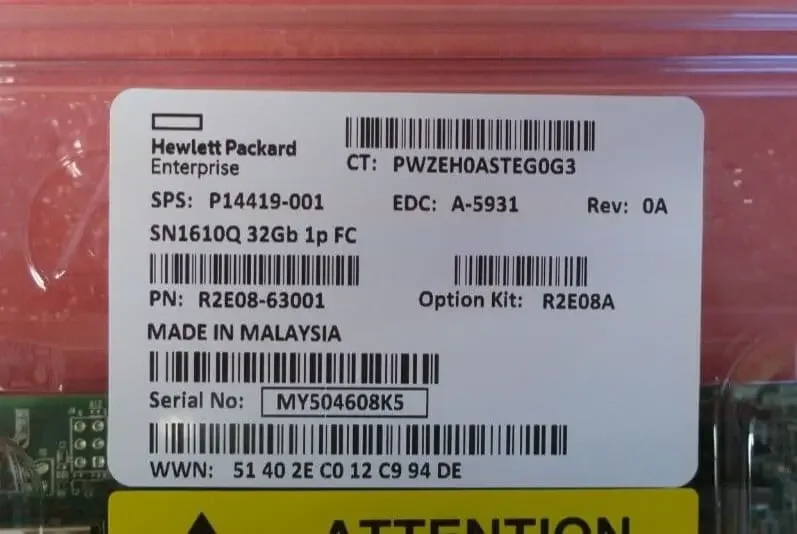 Hewlett Packard
Enterprise
CT: PWZEH0ASTEG0G3
SPS: P14419-001 EDC: A-5931 Rev: 0A
SN1610Q 32Gb 1p FC
PN: R2E08-63001 Option Kit: R2E08A
MADE IN MALAYSIA
Serial No: MY504608K5
WWN: 51 40 2E C0 12 C9 94 DE
ATTENTION